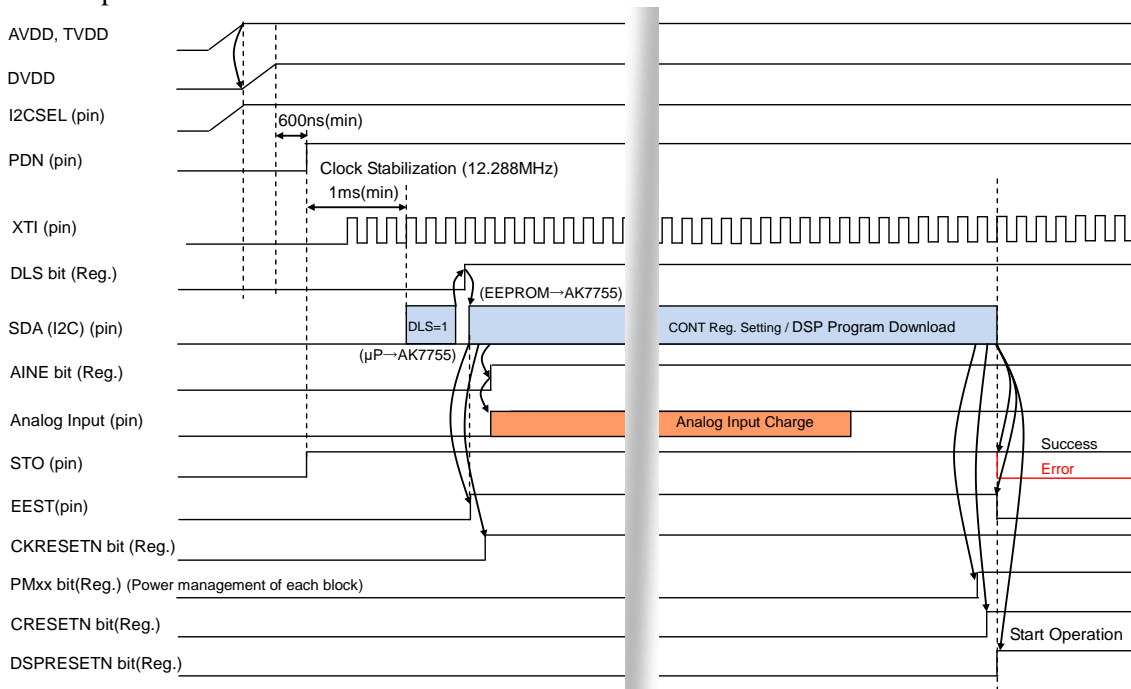 AVDD, TVDD
DVDD
I2CSEL (pin)
600ns(min)
PDN (pin)
Clock Stabilization (12.288MHz)
1ms(min)
XTI (pin)
DLS bit (Reg.)
(EEPROM→AK7755)
SDA (I2C) (pin)
DLS=1
CONT Reg. Setting / DSP Program Download
(µP→AK7755)
AINE bit (Reg.)
Analog Input (pin)
Analog Input Charge
Success
STO (pin)
Error
EEST(pin)
CKRESETN bit (Reg.)
PMxx bit(Reg.) (Power management of each block)
CRESETN bit(Reg.)
Start Operation
DSPRESETN bit(Reg.)